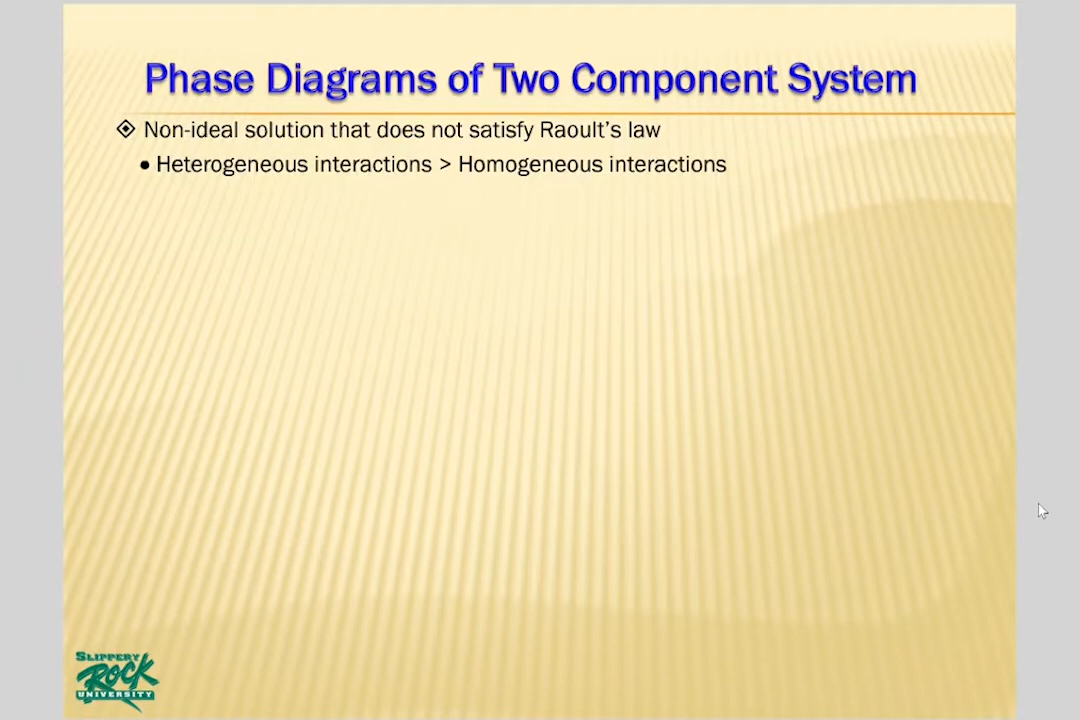 Phase Diagrams of Two Component System
Non-ideal solution that does not satisfy Raoult's law
• Heterogeneous interactions > Homogeneous interactions
SLIPPERY
ROCK
UNIVERSITY